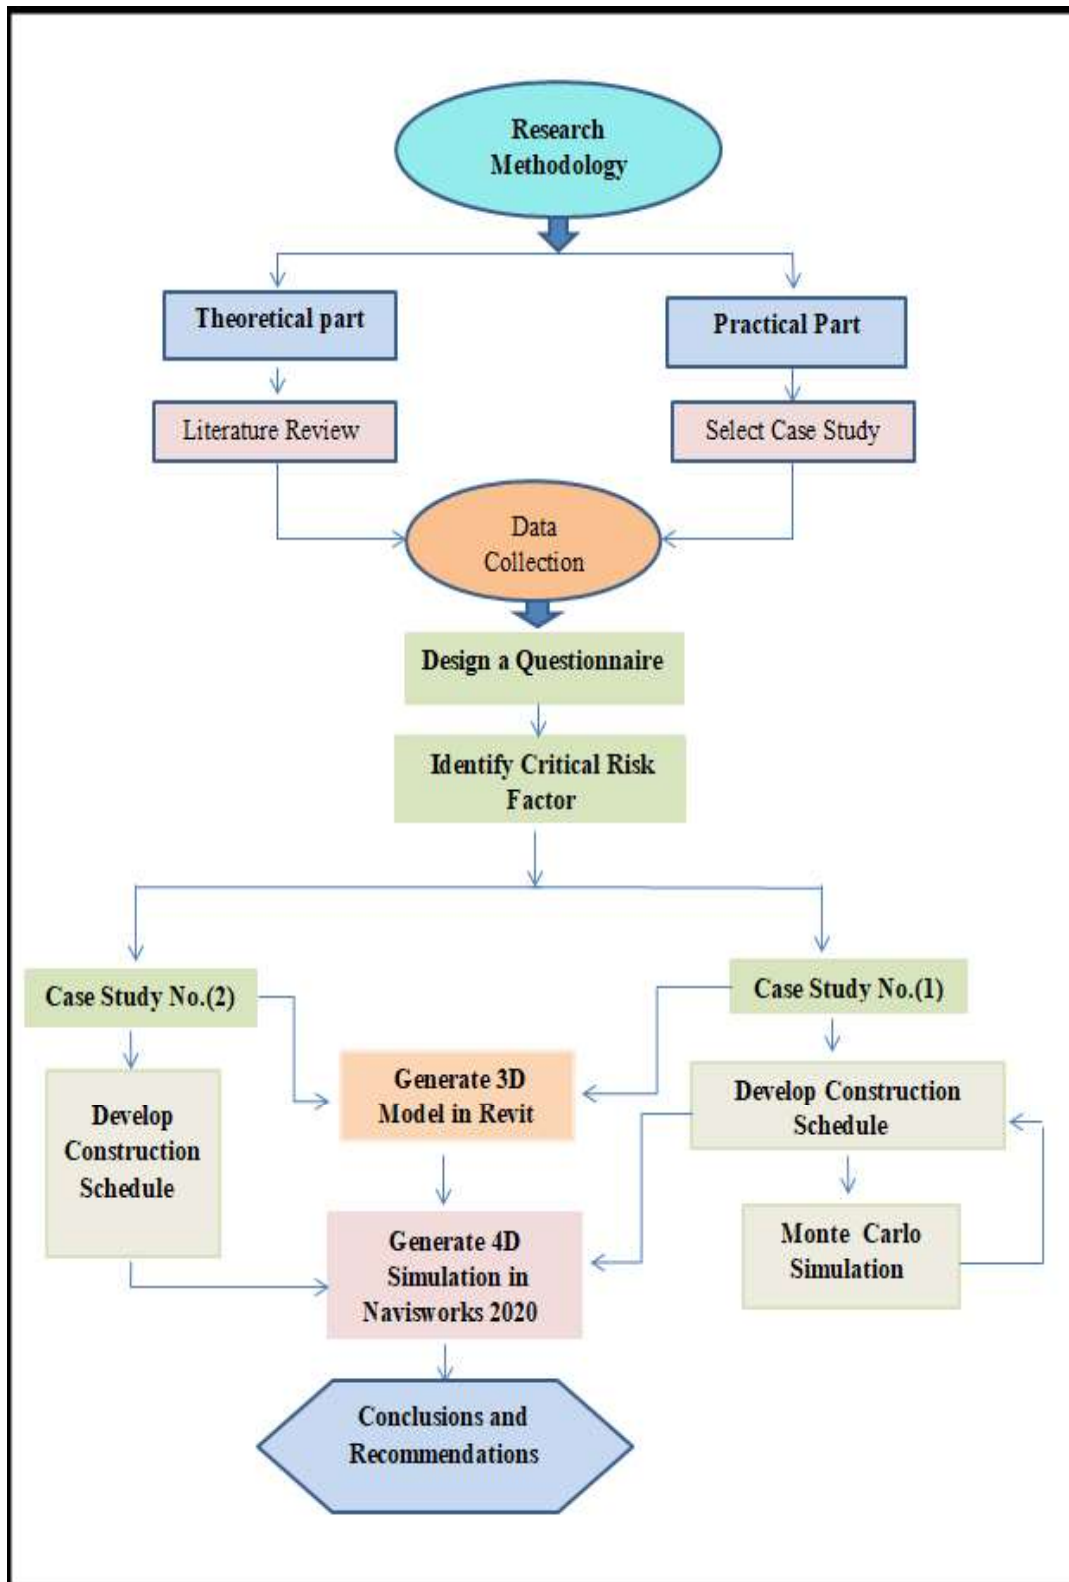 Research
Methodology
Theoretical part
Practical Part
Literature Review
Select Case Study
Data
Collection
Design a Questionnaire
Identify Critical Risk
Factor
Case Study No.(2)
Case Study No.(1)
Generate 3D
Model in Revit
Develop Construction
Schedule
Develop
Construction
Schedule
Generate 4D
Simulation in
Navisworks 2020
Monte Carlo
Simulation
Conclusions and
Recommendations